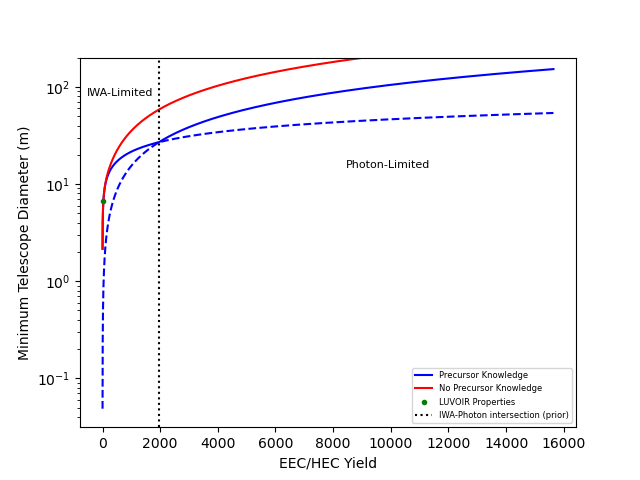 IWA-Limited
Photon-Limited
Minimum Telescope Diameter (m)
10²
10¹
10⁰
10⁻¹
0 2000 4000 6000 8000 10000 12000 14000 16000
EEC/HEC Yield
Precursor Knowledge
No Precursor Knowledge
LUVOIR Properties
IWA-Photon intersection (prior)